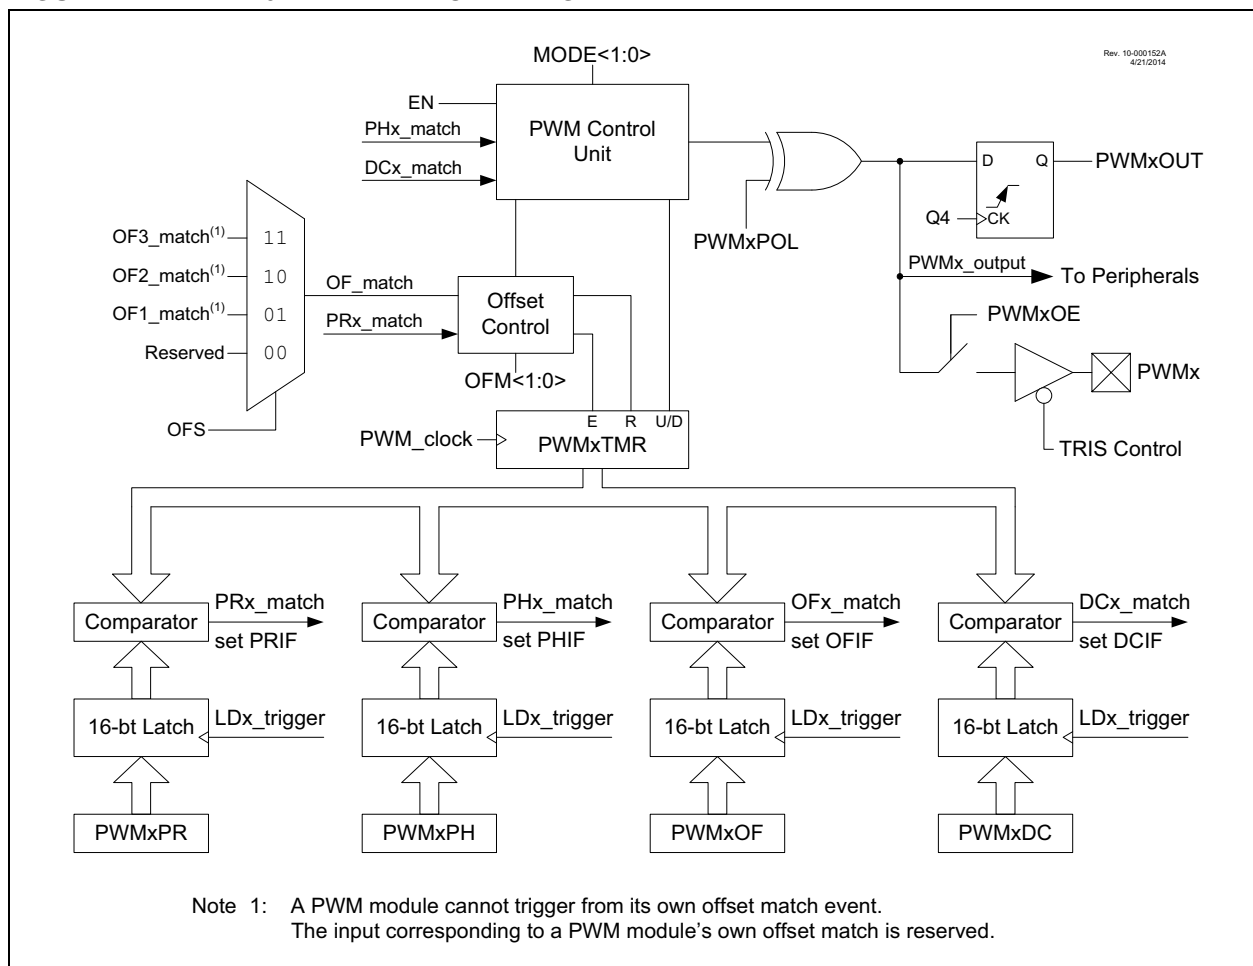 Rev. 10-000152A
4/21/2014
MODE<1:0>
EN
PHx_match
DCx_match
PWM Control
Unit
PWMxPOL
D Q
Q4
CK
PWMxOUT
OF3_match(1)
OF2_match(1)
OF1_match(1)
Reserved
11
10
01
00
OFS
OF_match
PRx_match
Offset
Control
OFM<1:0>
PWMx_output
To Peripherals
PWMxOE
PWMx
TRIS Control
PWM_clock
E R U/D
PWMxTMR
Comparator
PRx_match
set PRIF
Comparator
PHx_match
set PHIF
Comparator
OFx_match
set OFIF
Comparator
DCx_match
set DCIF
16-bt Latch
LDx_trigger
16-bt Latch
LDx_trigger
16-bt Latch
LDx_trigger
16-bt Latch
LDx_trigger
PWMxPR
PWMxPH
PWMxOF
PWMxDC
Note 1: A PWM module cannot trigger from its own offset match event.
The input corresponding to a PWM module's own offset match is reserved.